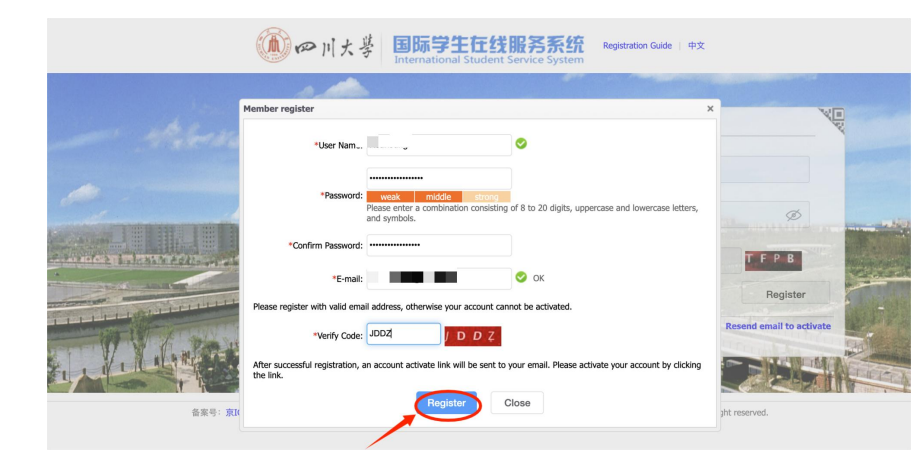 四川大學
国际学生在线服务系统
International Student Service System
Registration Guide | 中文
Member register ×
*User Nam...
*Password:
weak middle strong
Please enter a combination consisting of 8 to 20 digits, uppercase and lowercase letters,
and symbols.
*Confirm Password:
*E-mail: OK
Please register with valid email address, otherwise your account cannot be activated.
*Verify Code: JDDZ J D D Z
After successful registration, an account activate link will be sent to your email. Please activate your account by clicking
the link.
Register Close
T F P B
Register
Resend email to activate
备案号：京IC
ght reserved.